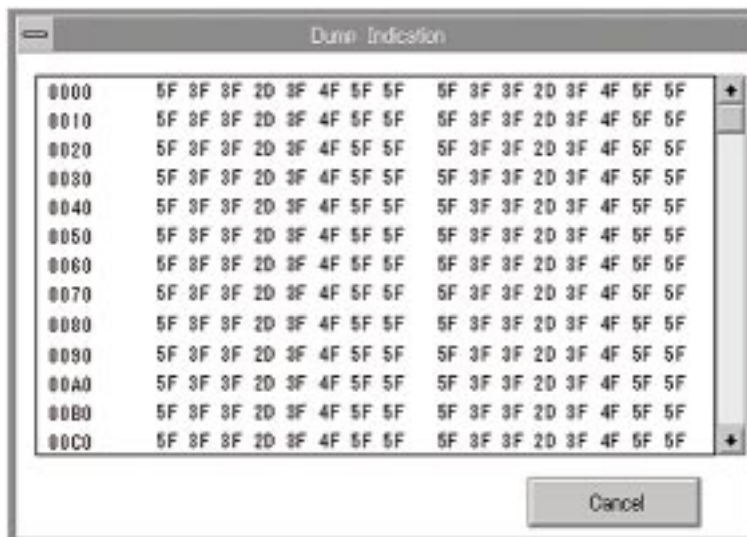 Dump Indication
0000 5F 3F 3F 2D 3F 4F 5F 5F 5F 3F 3F 2D 3F 4F 5F 5F
0010 5F 3F 3F 2D 3F 4F 5F 5F 5F 3F 3F 2D 3F 4F 5F 5F
0020 5F 3F 3F 2D 3F 4F 5F 5F 5F 3F 3F 2D 3F 4F 5F 5F
0030 5F 3F 3F 2D 3F 4F 5F 5F 5F 3F 3F 2D 3F 4F 5F 5F
0040 5F 3F 3F 2D 3F 4F 5F 5F 5F 3F 3F 2D 3F 4F 5F 5F
0050 5F 3F 3F 2D 3F 4F 5F 5F 5F 3F 3F 2D 3F 4F 5F 5F
0060 5F 3F 3F 2D 3F 4F 5F 5F 5F 3F 3F 2D 3F 4F 5F 5F
0070 5F 3F 3F 2D 3F 4F 5F 5F 5F 3F 3F 2D 3F 4F 5F 5F
0080 5F 3F 3F 2D 3F 4F 5F 5F 5F 3F 3F 2D 3F 4F 5F 5F
0090 5F 3F 3F 2D 3F 4F 5F 5F 5F 3F 3F 2D 3F 4F 5F 5F
00A0 5F 3F 3F 2D 3F 4F 5F 5F 5F 3F 3F 2D 3F 4F 5F 5F
00B0 5F 3F 3F 2D 3F 4F 5F 5F 5F 3F 3F 2D 3F 4F 5F 5F
00C0 5F 3F 3F 2D 3F 4F 5F 5F 5F 3F 3F 2D 3F 4F 5F 5F
Cancel